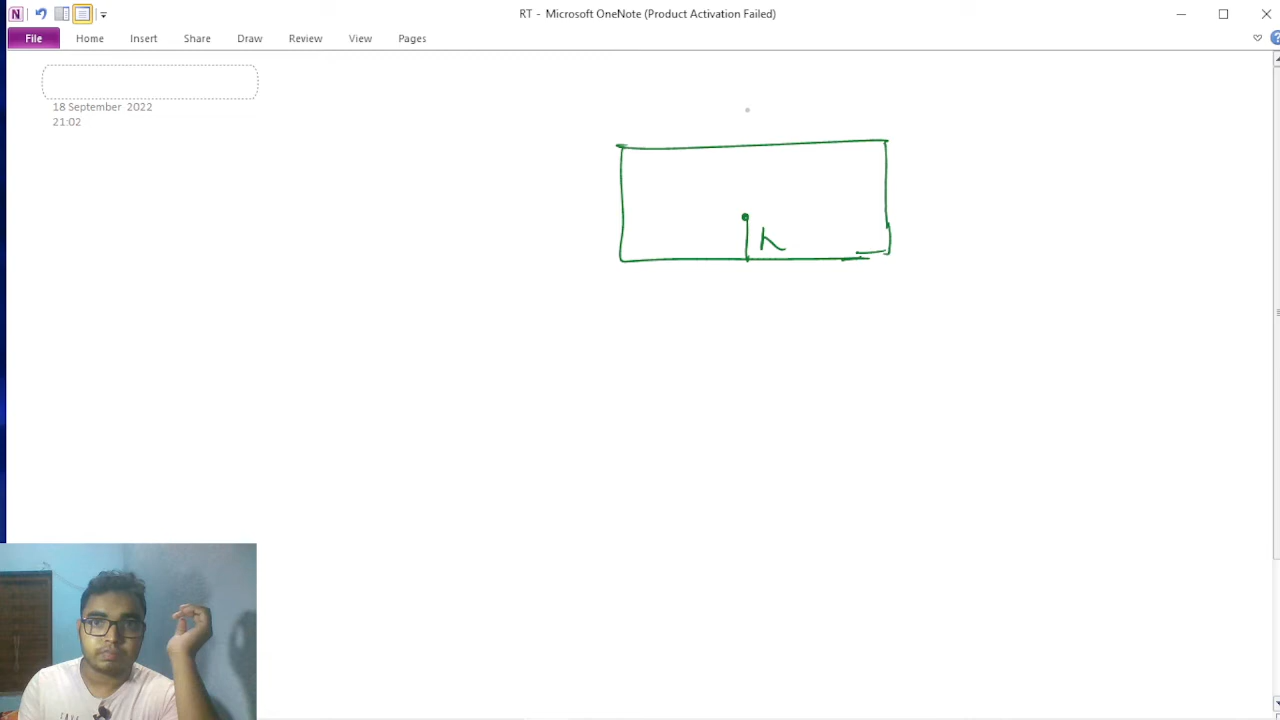 RT - Microsoft OneNote (Product Activation Failed)
File Home Insert Share Draw Review View Pages
18 September 2022
21:02
h